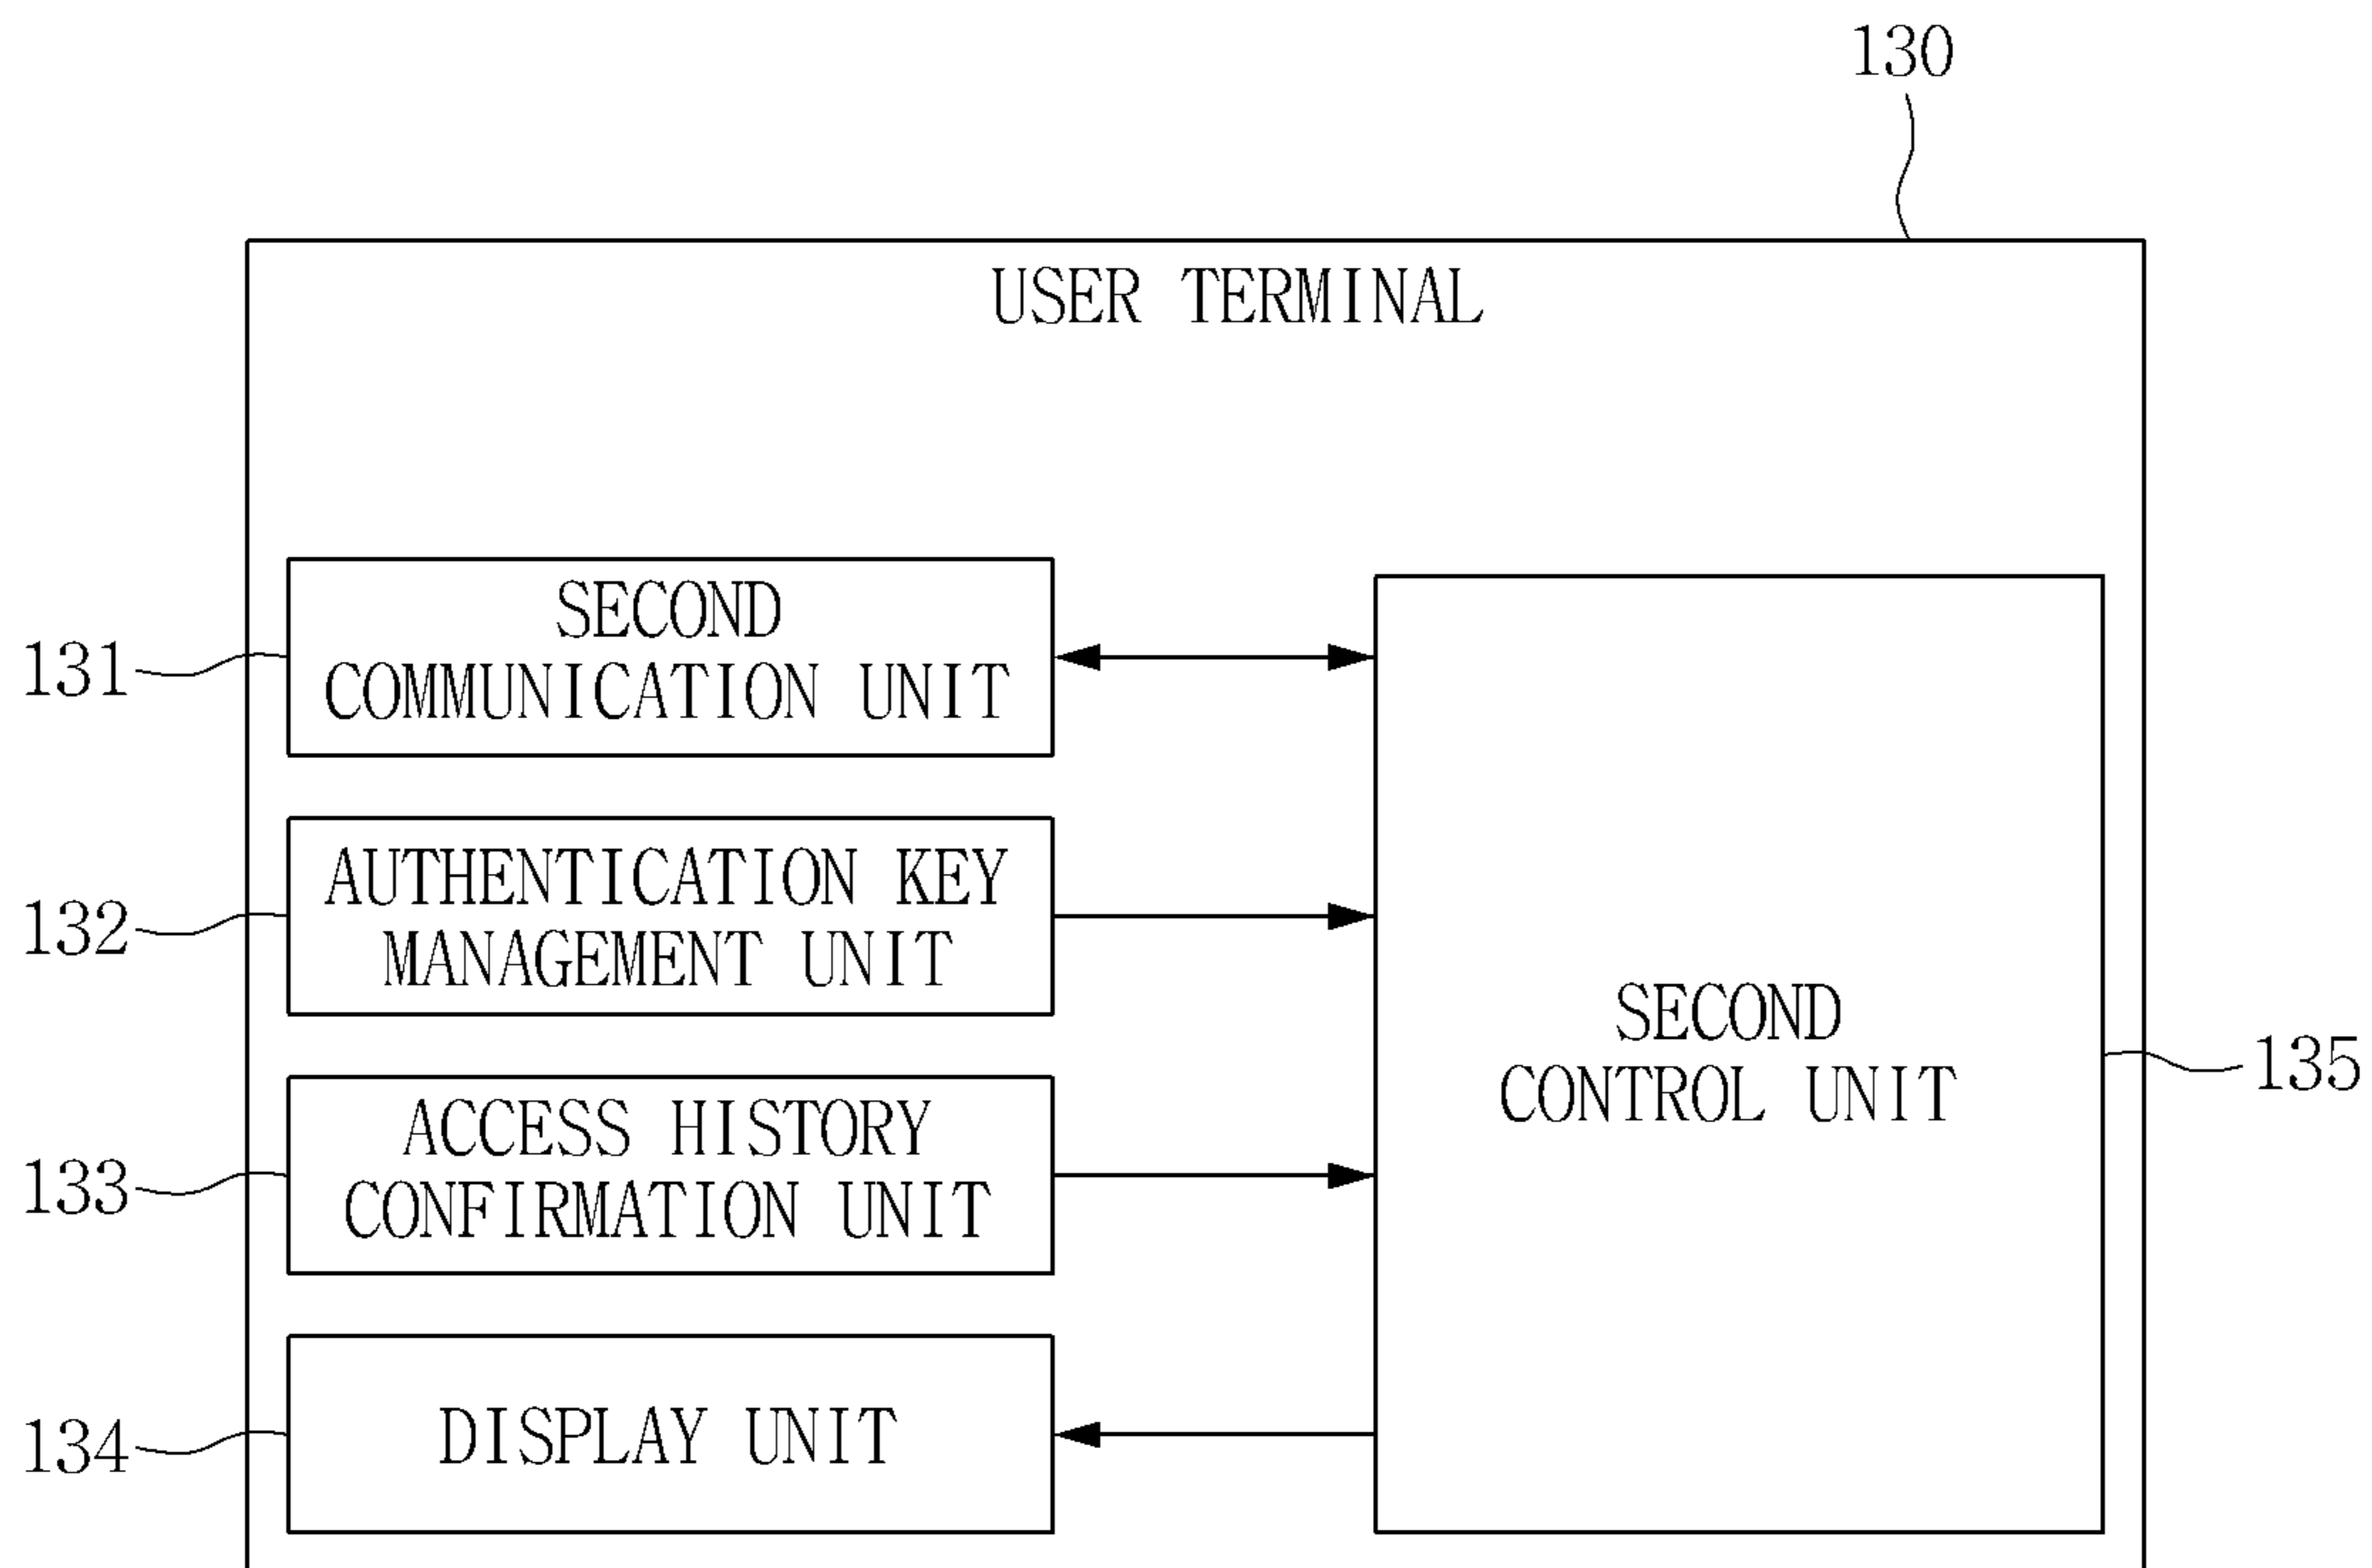 130
USER TERMINAL
131
SECOND
COMMUNICATION UNIT
132
AUTHENTICATION KEY
MANAGEMENT UNIT
133
ACCESS HISTORY
CONFIRMATION UNIT
134
DISPLAY UNIT
SECOND
CONTROL UNIT
135